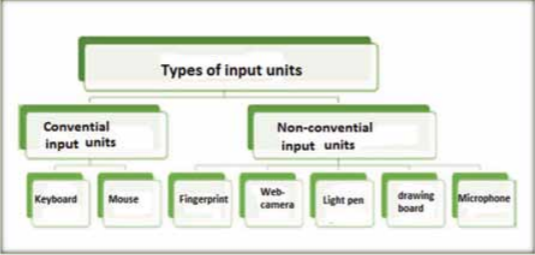 Types of input units
Convential
input units
Non-convential
input units
Keyboard
Mouse
Fingerprint
Web-
camera
Light pen
drawing
board
Microphone